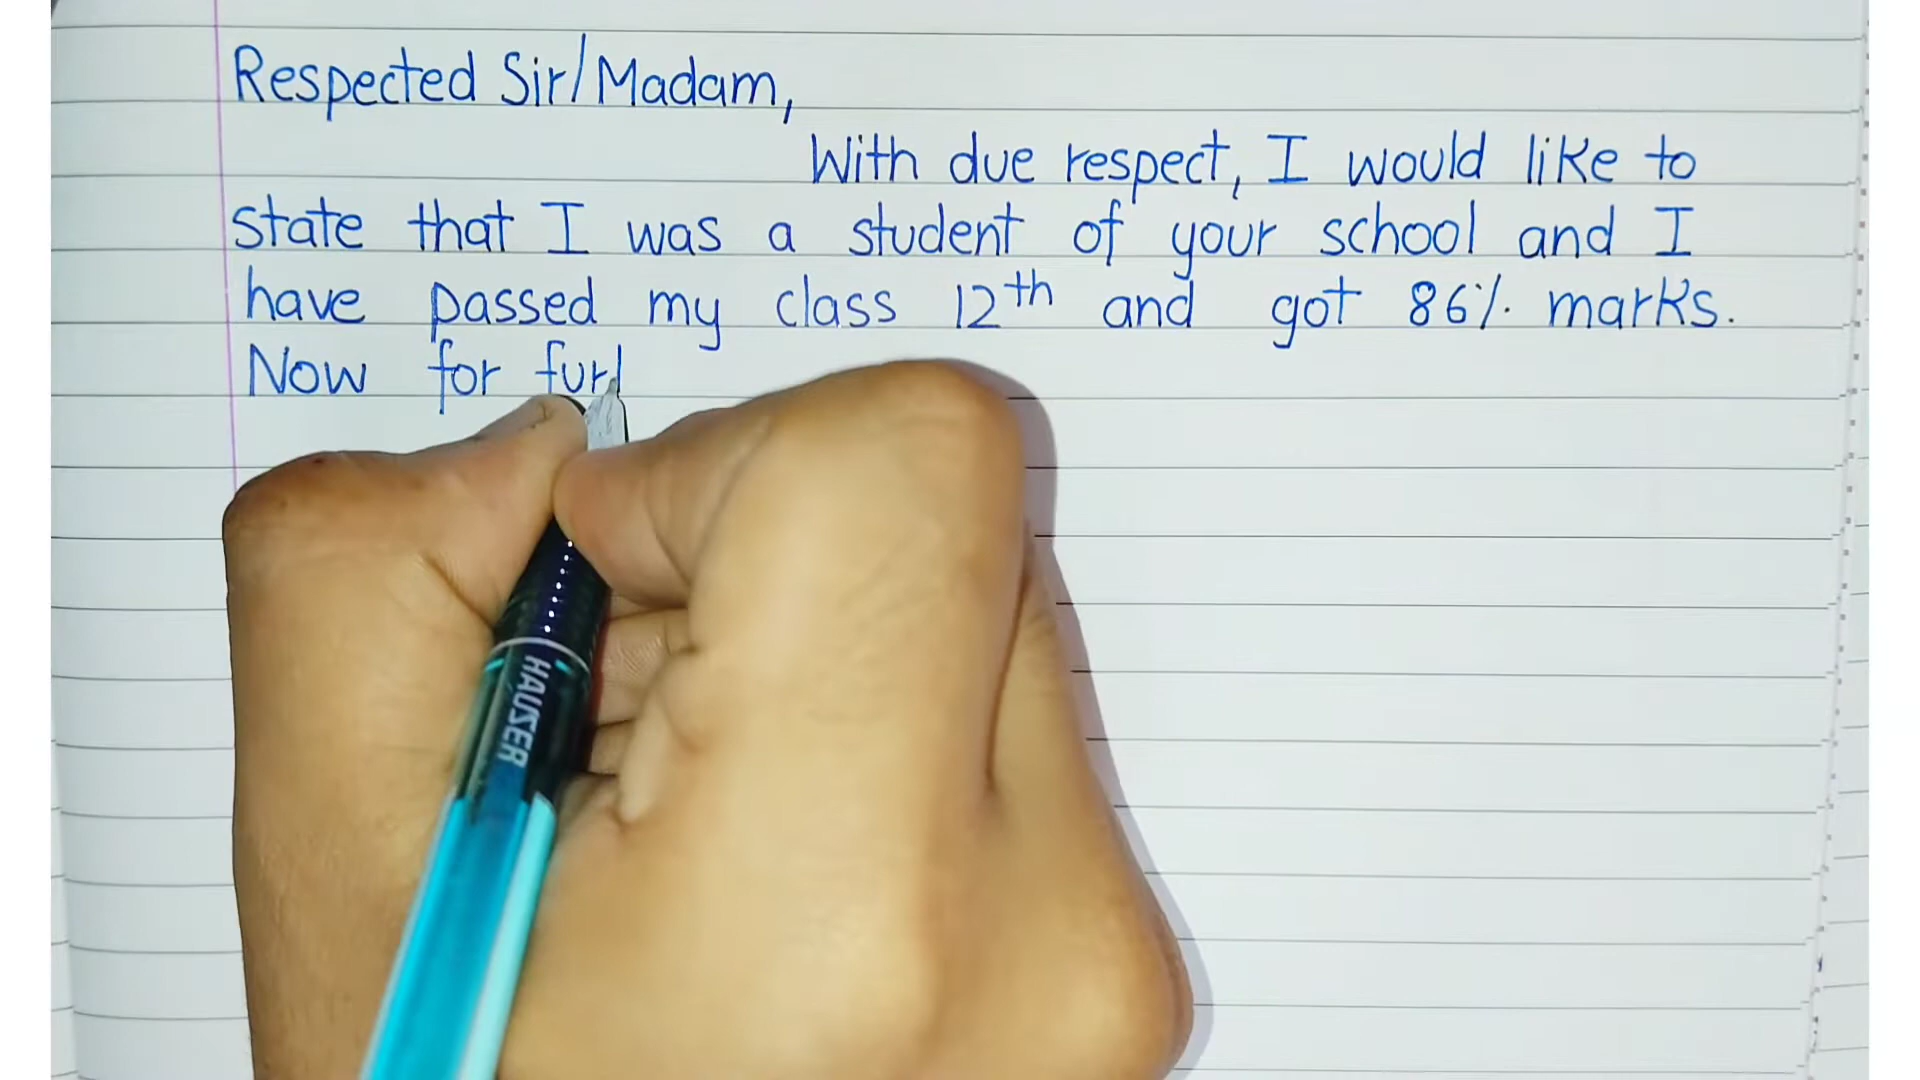 Respected Sir/Madam,
With due respect, I would like to
state that I was a student of your school and I
have passed my class 12th and got 86% marks.
Now for
HAUSER